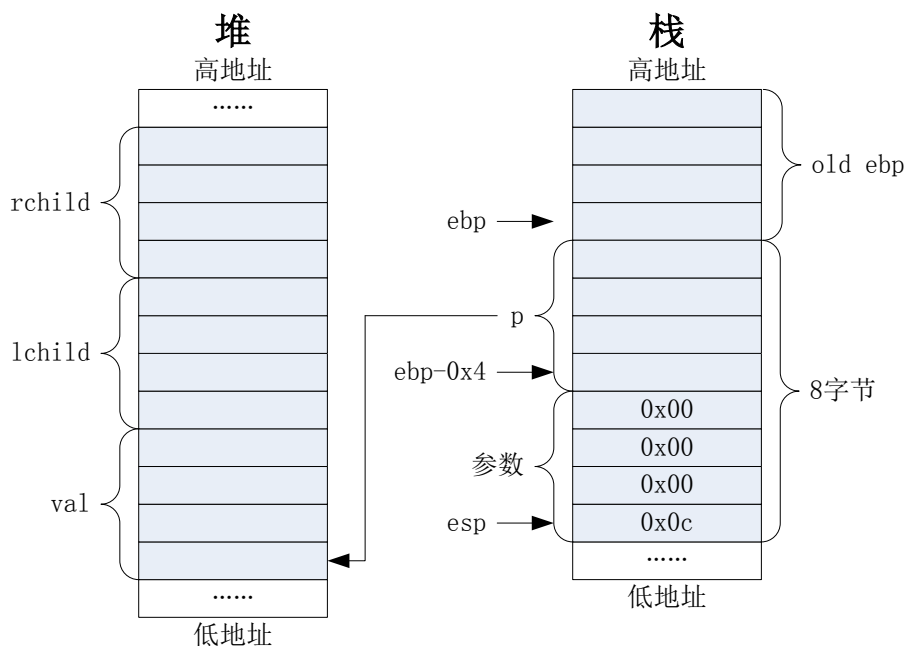 堆
高地址
……
rchild
lchild
val
……
低地址
栈
高地址
old ebp
ebp
p
ebp-0x4
8字节
0x00
0x00
参数
0x00
esp
0x0c
……
低地址